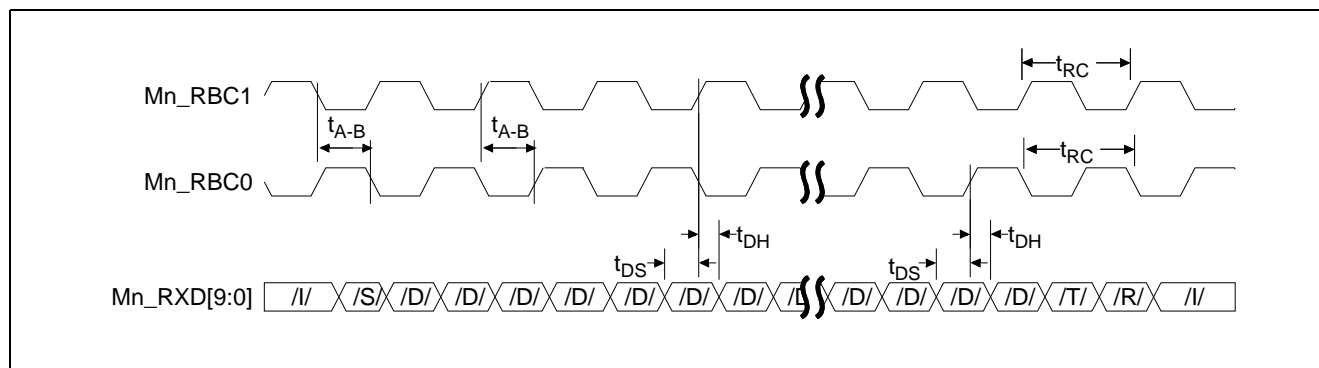 Mn_RBC1
tRC
tA-B
tA-B
Mn_RBC0
tRC
tDH
tDH
tDS
tDS
Mn_RXD[9:0]
/I/ /S/ /D/ /D/ /D/ /D/ /D/ /D/ /D/ /D /D/ /D/ /D/ /D/ /T/ /R/ /I/